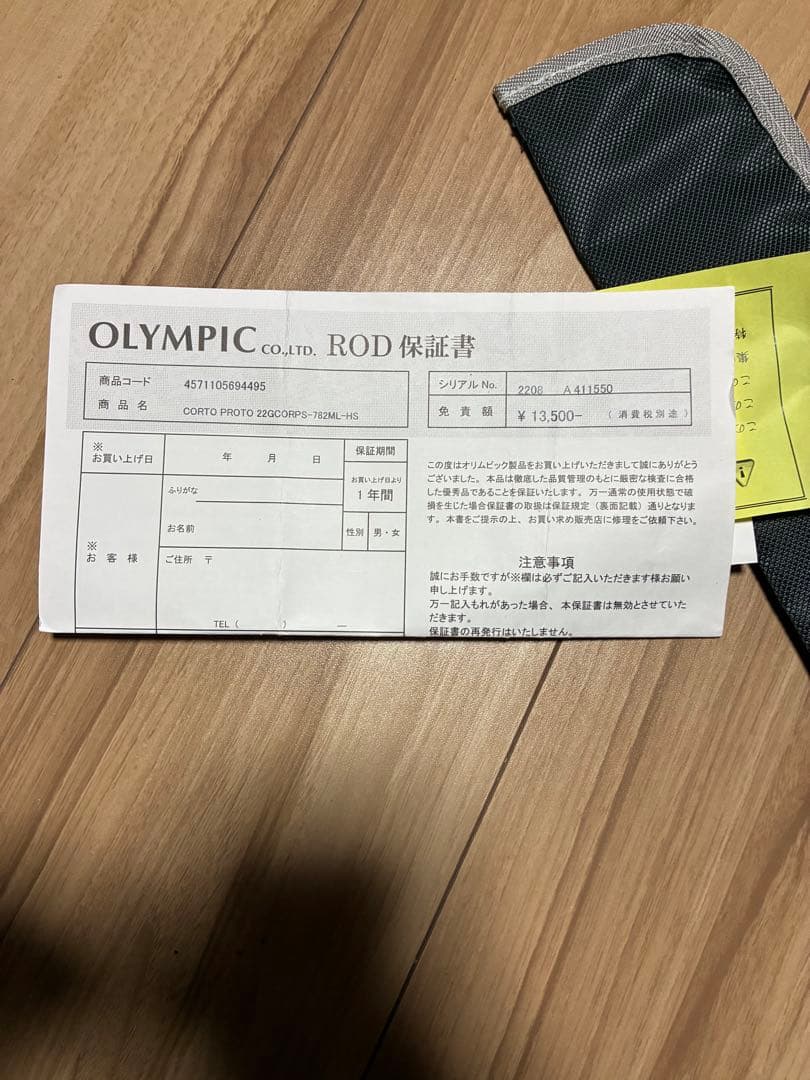 OLYMPIC CO.,LTD. ROD 保証書
商品コード 4571105694495
商品名 CORTO PROTO 22GCORPS-782ML-HS
シリアル No. 2208 A 411550
免責額 ¥ 13,500- (消費税別途)
※
お買い上げ日 年 月 日
保証期間
お買い上げ日より
1年間
※
お客様
ふりがな
お名前
性別 男・女
ご住所 〒
TEL ( ) ―
この度はオリムピック製品をお買い上げいただきまして誠にありがとう
ございました。本品は徹底した品質管理のもとに厳密な検査に合格
した優秀品であることを保証いたします。万一通常の使用状態で破
損を生じた場合保証書の取扱は保証規定(裏面記載)通りとなりま
す。本書をご提示の上、お買い求め販売店に修理をご依頼下さい。
注意事項
誠にお手数ですが※欄は必ずご記入いただきます様お願い
申し上げます。
万一記入もれがあった場合、本保証書は無効とさせていた
だきます。
保証書の再発行はいたしません。